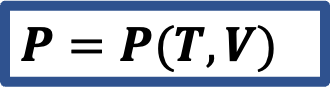 P = P(T,V)